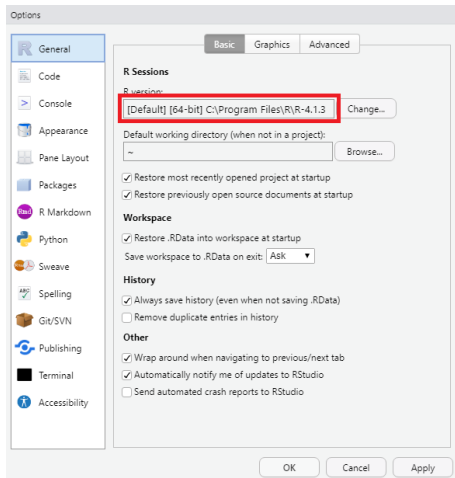 Options
General
Code
Console
Appearance
Pane Layout
Packages
Rmd R Markdown
Python
Sweave
ABC Spelling
Git/SVN
Publishing
Terminal
Accessibility
Basic Graphics Advanced
R Sessions
R version:
[Default] [64-bit] C:\Program Files\R\R-4.1.3 Change...
Default working directory (when not in a project):
~ Browse...
Restore most recently opened project at startup
Restore previously open source documents at startup
Workspace
Restore .RData into workspace at startup
Save workspace to .RData on exit: Ask
History
Always save history (even when not saving .RData)
Remove duplicate entries in history
Other
Wrap around when navigating to previous/next tab
Automatically notify me of updates to RStudio
Send automated crash reports to RStudio
OK Cancel Apply